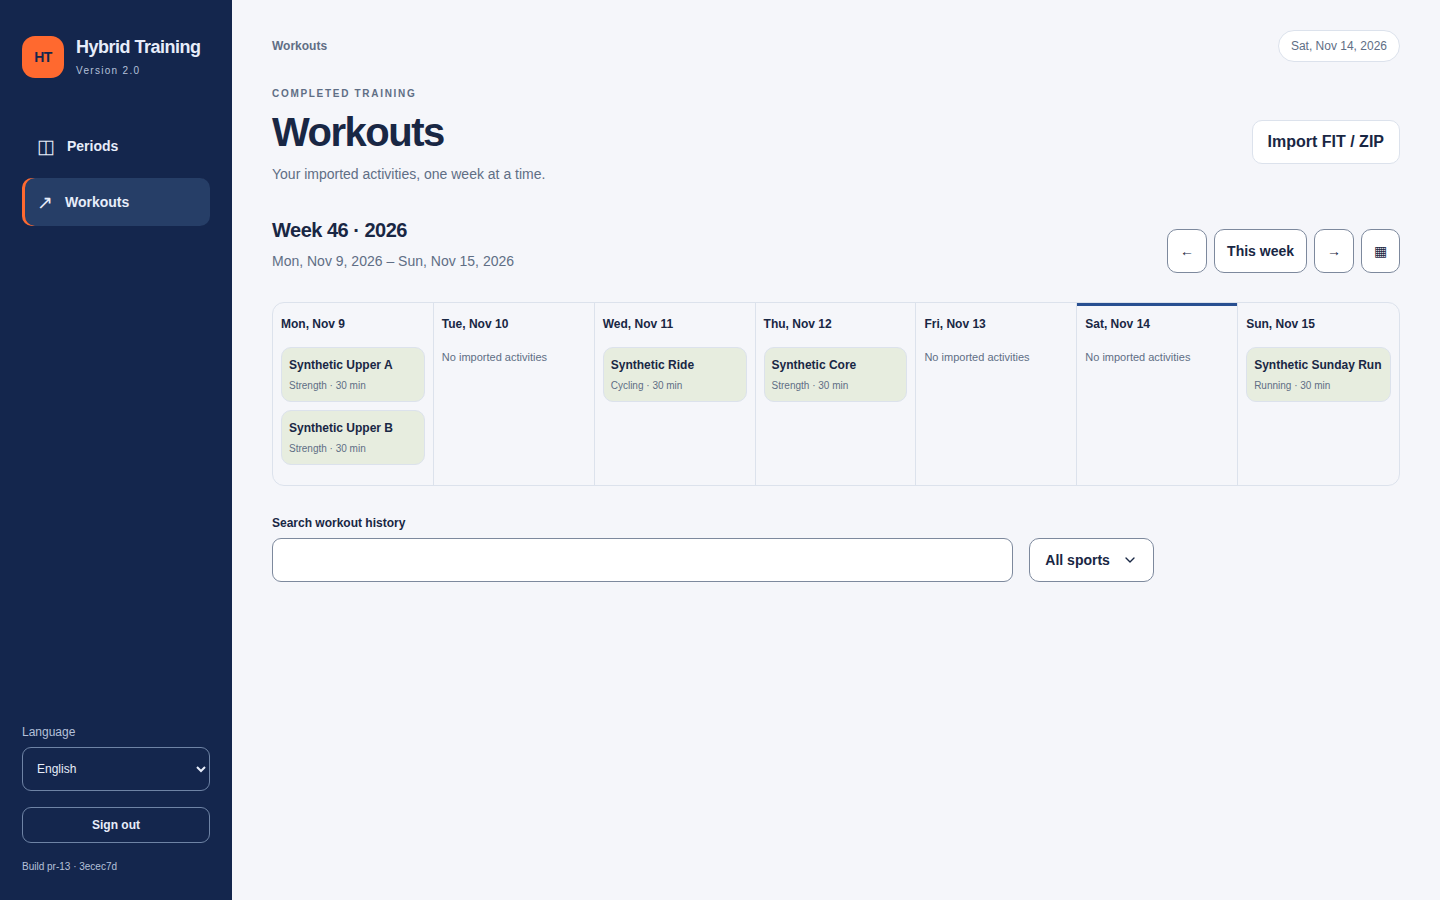 HT
Hybrid Training
Version 2.0
Periods
Workouts
Language
English
Sign out
Build pr-13 · 3ecec7d
Workouts
Sat, Nov 14, 2026
COMPLETED TRAINING
Workouts
Your imported activities, one week at a time.
Import FIT / ZIP
Week 46 · 2026
Mon, Nov 9, 2026 – Sun, Nov 15, 2026
←
This week
→
Mon, Nov 9
Synthetic Upper A
Strength · 30 min
Synthetic Upper B
Strength · 30 min
Tue, Nov 10
No imported activities
Wed, Nov 11
Synthetic Ride
Cycling · 30 min
Thu, Nov 12
Synthetic Core
Strength · 30 min
Fri, Nov 13
No imported activities
Sat, Nov 14
No imported activities
Sun, Nov 15
Synthetic Sunday Run
Running · 30 min
Search workout history
All sports